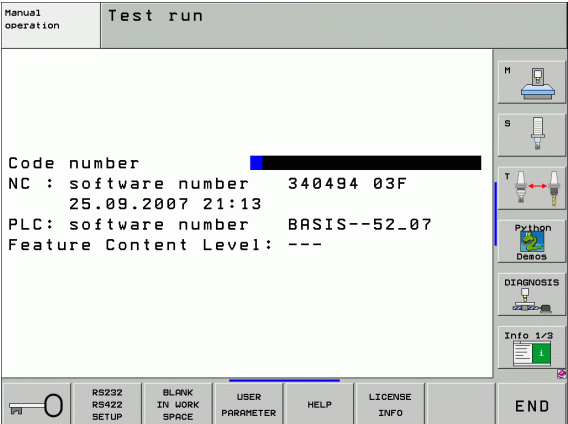 Manual
operation
Test run
M
S
Code number
NC : software number 340494 03F
25.09.2007 21:13
T
PLC: software number BASIS--52_07
Python
Demos
Feature Content Level: ---
DIAGNOSIS
Info 1/3
i
RS232
RS422
SETUP
BLANK
IN WORK
SPACE
USER
PARAMETER
HELP
LICENSE
INFO
END